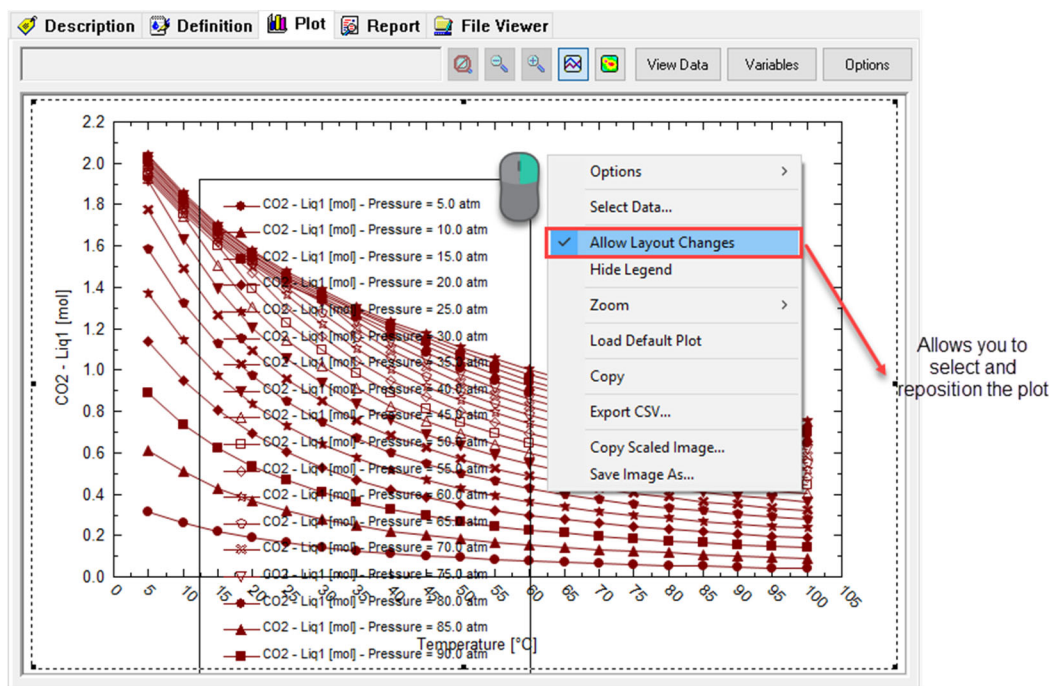 Description Definition Plot Report File Viewer
View Data Variables Options
2.2
2.0
1.8
1.6
1.4
1.2
1.0
0.8
0.6
0.4
0.2
0.0
CO2 - Liq1 [mol]
CO2 - Liq1 [mol] - Pressure = 5.0 atm
CO2 - Liq1 [mol] - Pressure = 10.0 atm
CO2 - Liq1 [mol] - Pressure = 15.0 atm
CO2 - Liq1 [mol] - Pressure = 20.0 atm
CO2 - Liq1 [mol] - Pressure = 25.0 atm
CO2 - Liq1 [mol] - Pressure = 30.0 atm
CO2 - Liq1 [mol] - Pressure = 35.0 atm
CO2 - Liq1 [mol] - Pressure = 40.0 atm
CO2 - Liq1 [mol] - Pressure = 45.0 atm
CO2 - Liq1 [mol] - Pressure = 50.0 atm
CO2 - Liq1 [mol] - Pressure = 55.0 atm
CO2 - Liq1 [mol] - Pressure = 60.0 atm
CO2 - Liq1 [mol] - Pressure = 65.0 atm
CO2 - Liq1 [mol] - Pressure = 70.0 atm
CO2 - Liq1 [mol] - Pressure = 75.0 atm
CO2 - Liq1 [mol] - Pressure = 80.0 atm
CO2 - Liq1 [mol] - Pressure = 85.0 atm
CO2 - Liq1 [mol] - Pressure = 90.0 atm
0 5 10 15 20 25 30 35 40 45 50 55 60 65 70 75 80 85 90 95 100 105
Temperature [°C]
Options
Select Data...
Allow Layout Changes
Hide Legend
Zoom
Load Default Plot
Copy
Export CSV...
Copy Scaled Image...
Save Image As...
Allows you to
select and
reposition the plot